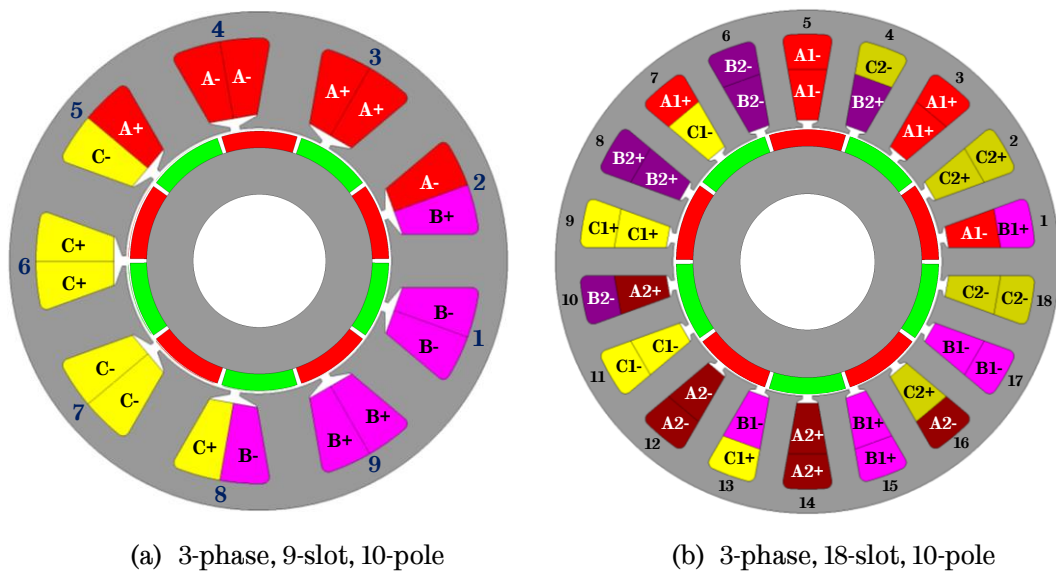 4
A- A-
3
A+
A+
5
A+
C-
A-
2
B+
C+
6
C+
B-
B-
1
C-
C-
7
C+ B-
8
B+
B+
9
(a) 3-phase, 9-slot, 10-pole
5
A1-
A1-
4
C2-
B2+
6
B2-
B2-
3
A1+
A1+
7
A1+
C1-
2
C2+
C2+
8
B2+
B2+
9
C1+ C1+
1
A1- B1+
10
B2- A2+
C2- C2-
18
C1-
C1-
11
B1-
B1-
17
A2-
A2-
12
C2+
A2-
16
B1-
C1+
13
A2+
A2+
14
B1+
B1+
15
(b) 3-phase, 18-slot, 10-pole